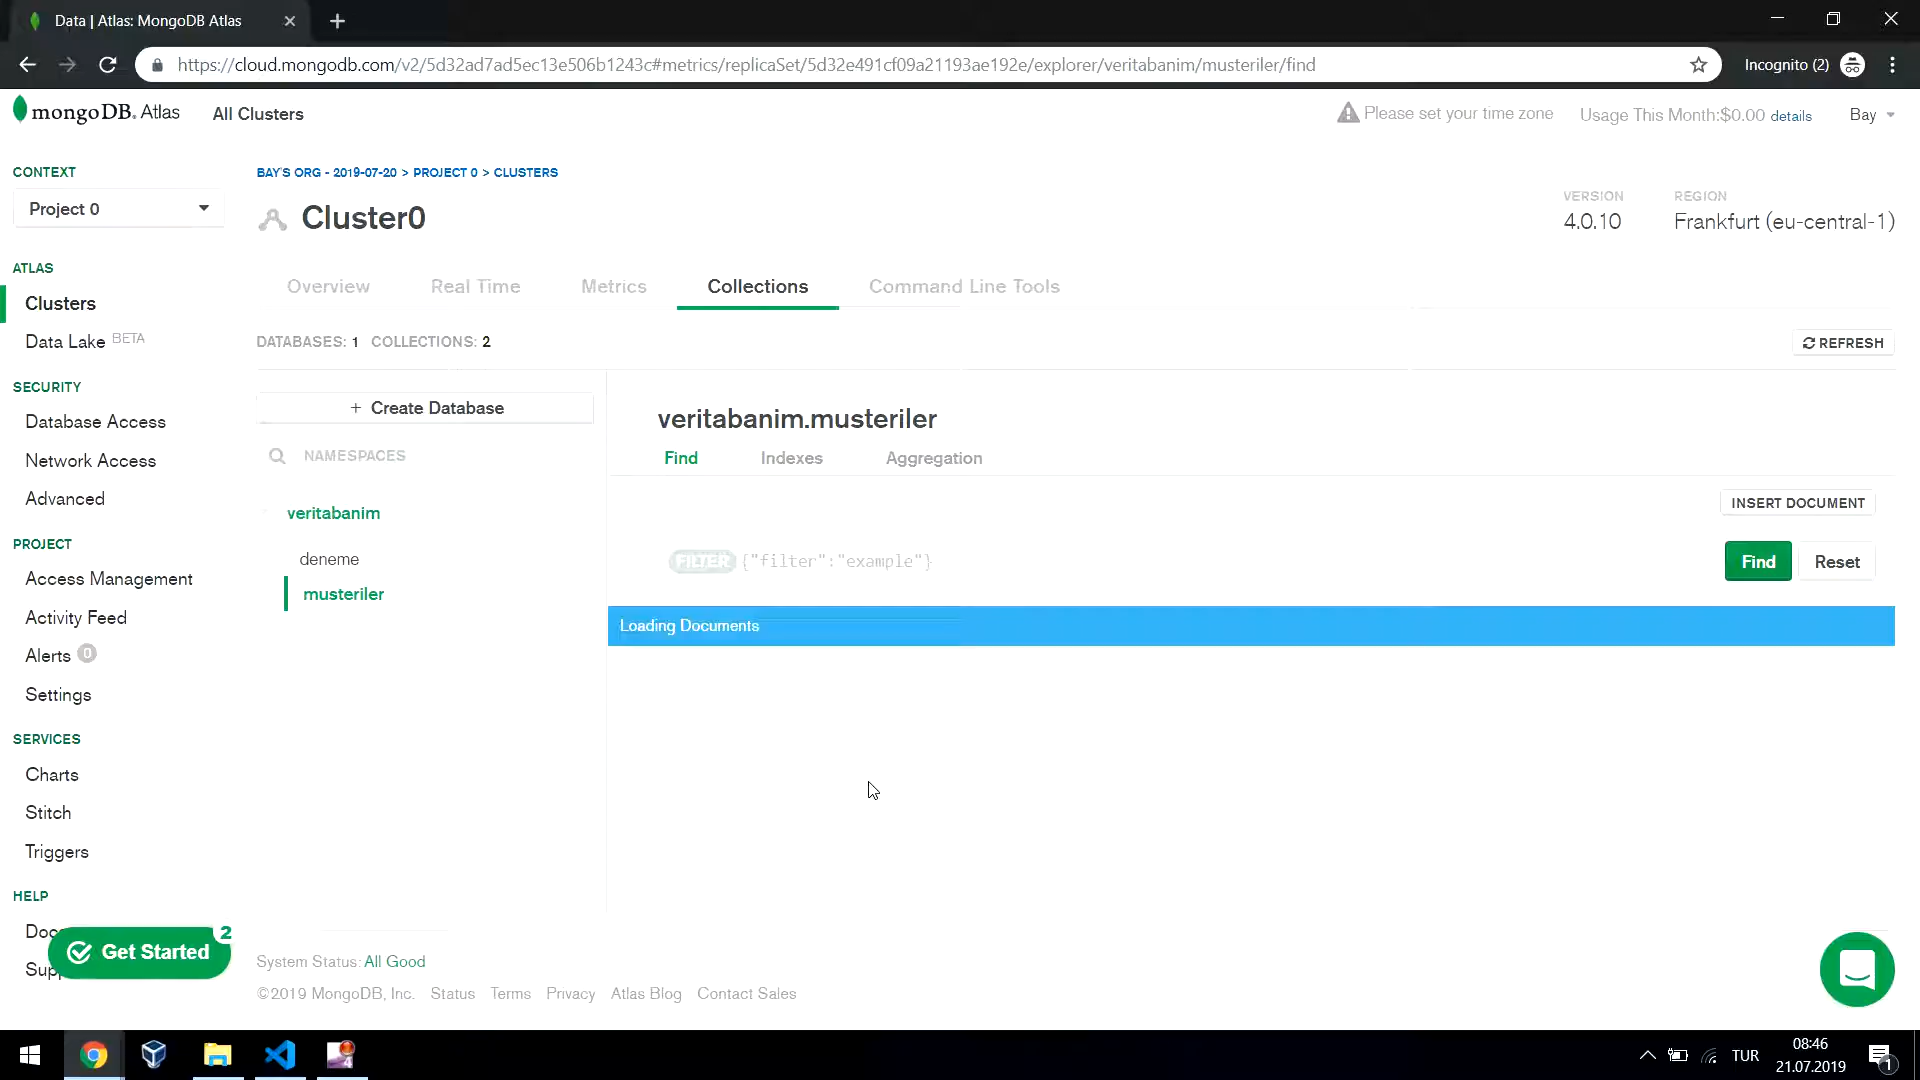 Data | Atlas: MongoDB Atlas
https://cloud.mongodb.com/v2/5d32ad7ad5ec13e506b1243c#metrics/replicaSet/5d32e491cf09a21193ae192e/explorer/veritabanim/musteriler/find
Incognito (2)
mongoDB. Atlas
All Clusters
Please set your time zone
Usage This Month:$0.00 details
Bay
CONTEXT
Project 0
ATLAS
Clusters
Data Lake BETA
SECURITY
Database Access
Network Access
Advanced
PROJECT
Access Management
Activity Feed
Alerts 0
Settings
SERVICES
Charts
Stitch
Triggers
HELP
Get Started
2
BAY'S ORG - 2019-07-20 > PROJECT 0 > CLUSTERS
Cluster0
VERSION
4.0.10
REGION
Frankfurt (eu-central-1)
Overview
Real Time
Metrics
Collections
Command Line Tools
DATABASES: 1 COLLECTIONS: 2
REFRESH
+ Create Database
NAMESPACES
veritabanim
deneme
musteriler
veritabanim.musteriler
Find
Indexes
Aggregation
INSERT DOCUMENT
FILTER {"filter":"example"}
Find
Reset
Loading Documents
System Status: All Good
©2019 MongoDB, Inc. Status Terms Privacy Atlas Blog Contact Sales
TUR
08:46
21.07.2019
1